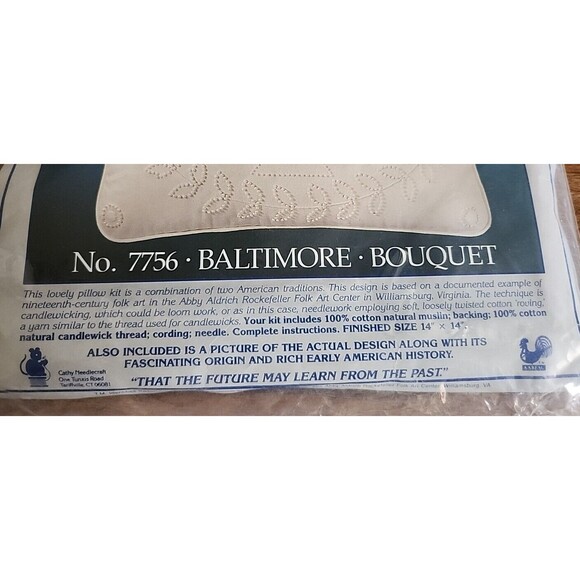 No. 7756 · BALTIMORE · BOUQUET
This lovely pillow kit is a combination of two American traditions. This design is based on a documented example of
nineteenth-century folk art in the Abby Aldrich Rockefeller Folk Art Center in Williamsburg, Virginia. The technique is
candlewicking, which could be loom work, or as in this case, needlework employing soft, loosely twisted cotton 'roving,
a yarn similar to the thread used for candlewicks. Your kit includes 100% cotton natural muslin; backing; 100% cotton
natural candlewick thread; cording; needle. Complete instructions. FINISHED SIZE 14" × 14".
ALSO INCLUDED IS A PICTURE OF THE ACTUAL DESIGN ALONG WITH ITS
FASCINATING ORIGIN AND RICH EARLY AMERICAN HISTORY.
"THAT THE FUTURE MAY LEARN FROM THE PAST."
Cathy Needlecraft
One Tunxis Road
Tariffville, CT 06081